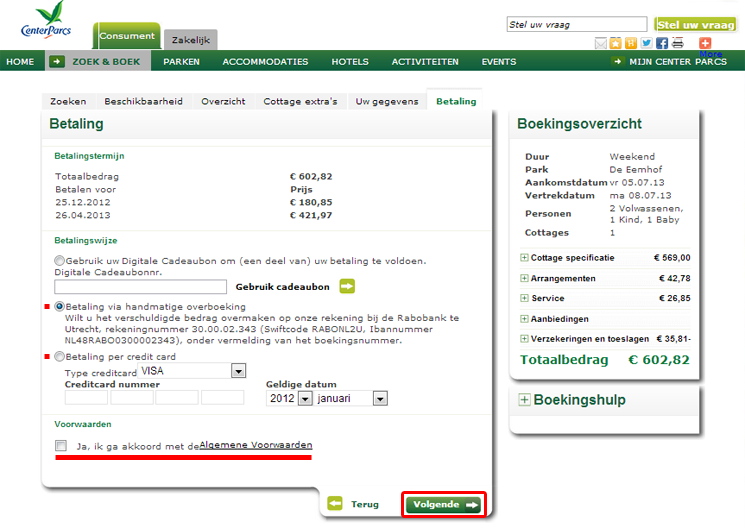 CenterParcs
Consument
Zakelijk
Stel uw vraag
Stel uw vraag
More
HOME
ZOEK & BOEK
PARKEN
ACCOMMODATIES
HOTELS
ACTIVITEITEN
EVENTS
MIJN CENTER PARCS
Zoeken
Beschikbaarheid
Overzicht
Cottage extra's
Uw gegevens
Betaling
Betaling
Betalingstermijn
Totaalbedrag € 602,82
Betalen voor Prijs
25.12.2012 € 180,85
26.04.2013 € 421,97
Betalingswijze
Gebruik uw Digitale Cadeaubon om (een deel van) uw betaling te voldoen.
Digitale Cadeaubonnr.
Gebruik cadeaubon
Betaling via handmatige overboeking
Wilt u het verschuldigde bedrag overmaken op onze rekening bij de Rabobank te
Utrecht, rekeningnummer 30.00.02.343 (Swiftcode RABONL2U, Ibannummer
NL48RABO0300002343), onder vermelding van het boekingsnummer.
Betaling per credit card
Type creditcard VISA
Creditcard nummer Geldige datum
2012 januari
Voorwaarden
Ja, ik ga akkoord met de Algemene Voorwaarden
Terug
Volgende
Boekingsoverzicht
Duur Weekend
Park De Eemhof
Aankomstdatum vr 05.07.13
Vertrekdatum ma 08.07.13
Personen 2 Volwassenen,
1 Kind, 1 Baby
Cottages 1
Cottage specificatie € 569,00
Arrangementen € 42,78
Service € 26,85
Aanbiedingen
Verzekeringen en toeslagen € 35,81-
Totaalbedrag € 602,82
Boekingshulp